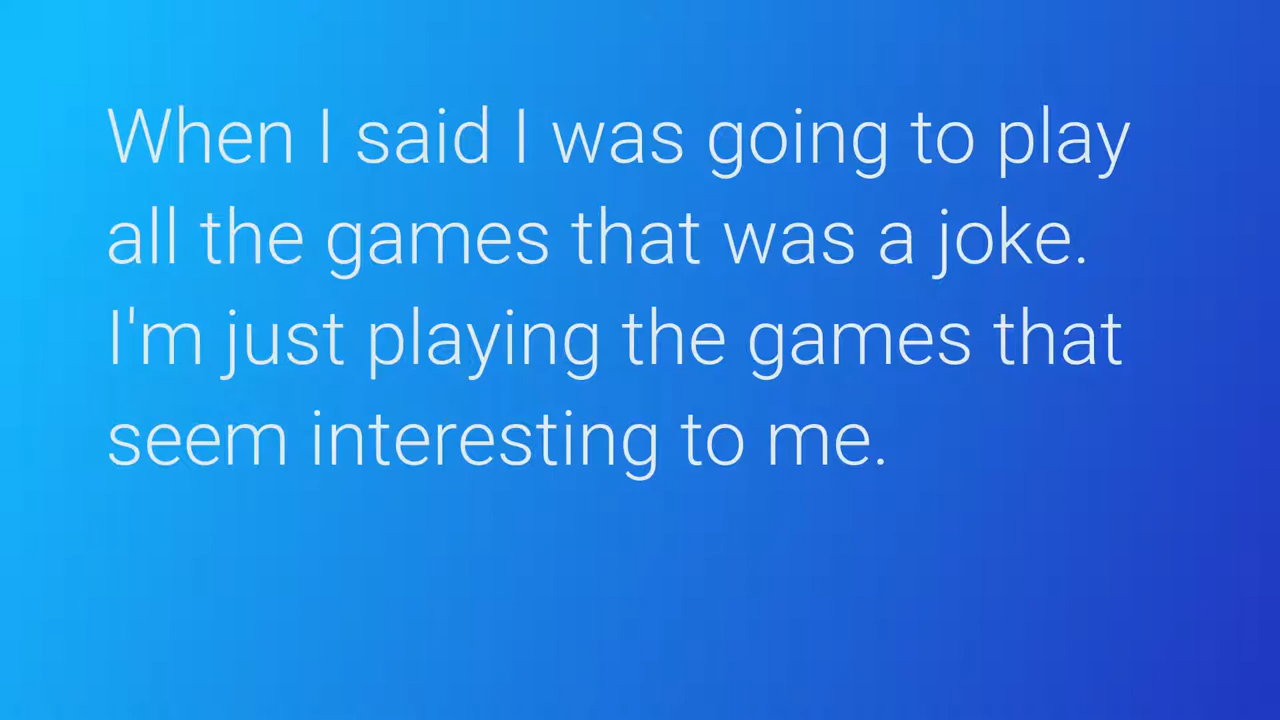 When I said I was going to play
all the games that was a joke.
I'm just playing the games that
seem interesting to me.